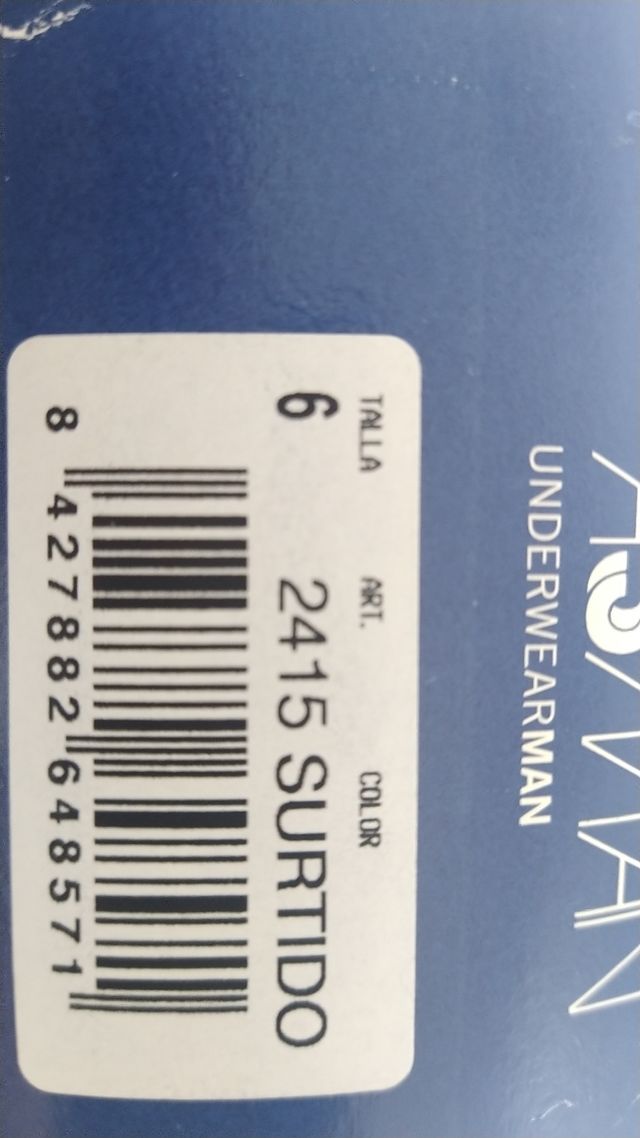 UNDERWEARMAN
TALLA ART. COLOR
6 2415 SURTIDO
8 427882 648571